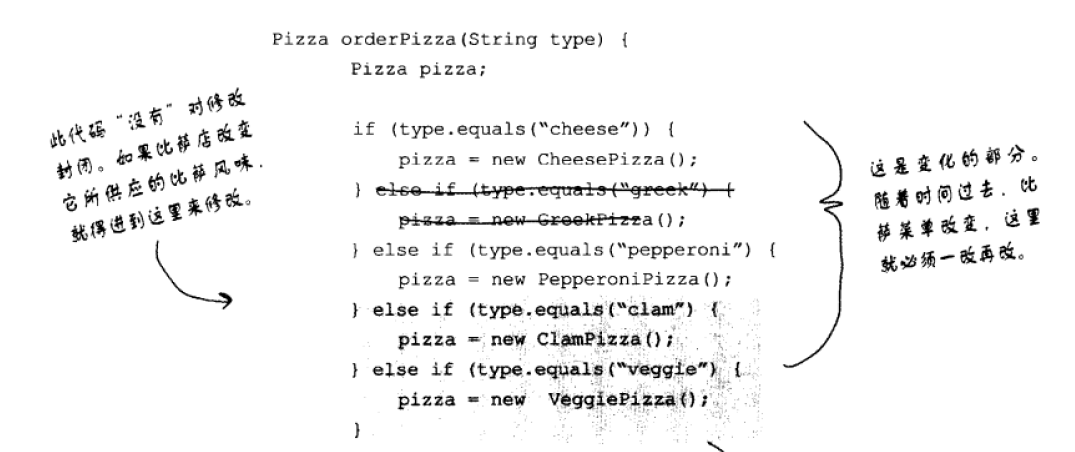 Pizza orderPizza(String type) {
Pizza pizza;
此代码“没有”对修改
封闭。如果比萨店改变
它所供应的比萨风味,
就得进到这里来修改。
if (type.equals(“cheese”)) {
pizza = new CheesePizza();
} else if (type.equals(“greek”) {
pizza = new GreekPizza();
} else if (type.equals(“pepperoni”) {
pizza = new PepperoniPizza();
} else if (type.equals(“clam”) {
pizza = new ClamPizza();
} else if (type.equals(“veggie”) {
pizza = new VeggiePizza();
}
这是变化的部分。
随着时间过去,比
萨菜单改变,这里
就必须一改再改。